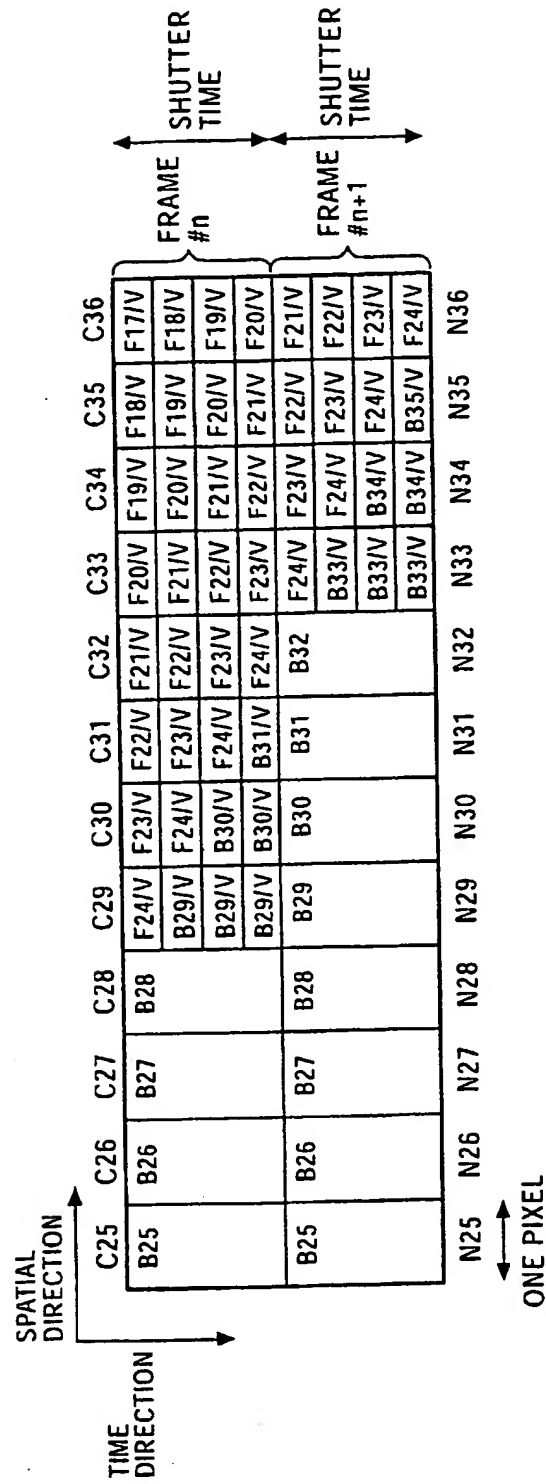 SPATIAL
DIRECTION
TIME
DIRECTION
C25 C26 C27 C28 C29 C30 C31 C32 C33 C34 C35 C36
B25 B26 B27 B28 F24/V F23/V F22/V F21/V F20/V F19/V F18/V F17/V
B29/V F24/V F23/V F22/V F21/V F20/V F19/V F18/V
B29/V B30/V F24/V F23/V F22/V F21/V F20/V F19/V
B29/V B30/V B31/V F24/V F23/V F22/V F21/V F20/V
B25 B26 B27 B28 B29 B30 B31 B32 F24/V F23/V F22/V F21/V
B33/V F24/V F23/V F22/V
B33/V B34/V F24/V F23/V
B33/V B34/V B35/V F24/V
N25 N26 N27 N28 N29 N30 N31 N32 N33 N34 N35 N36
ONE PIXEL
FRAME
#n
SHUTTER
TIME
FRAME
#n+1
SHUTTER
TIME